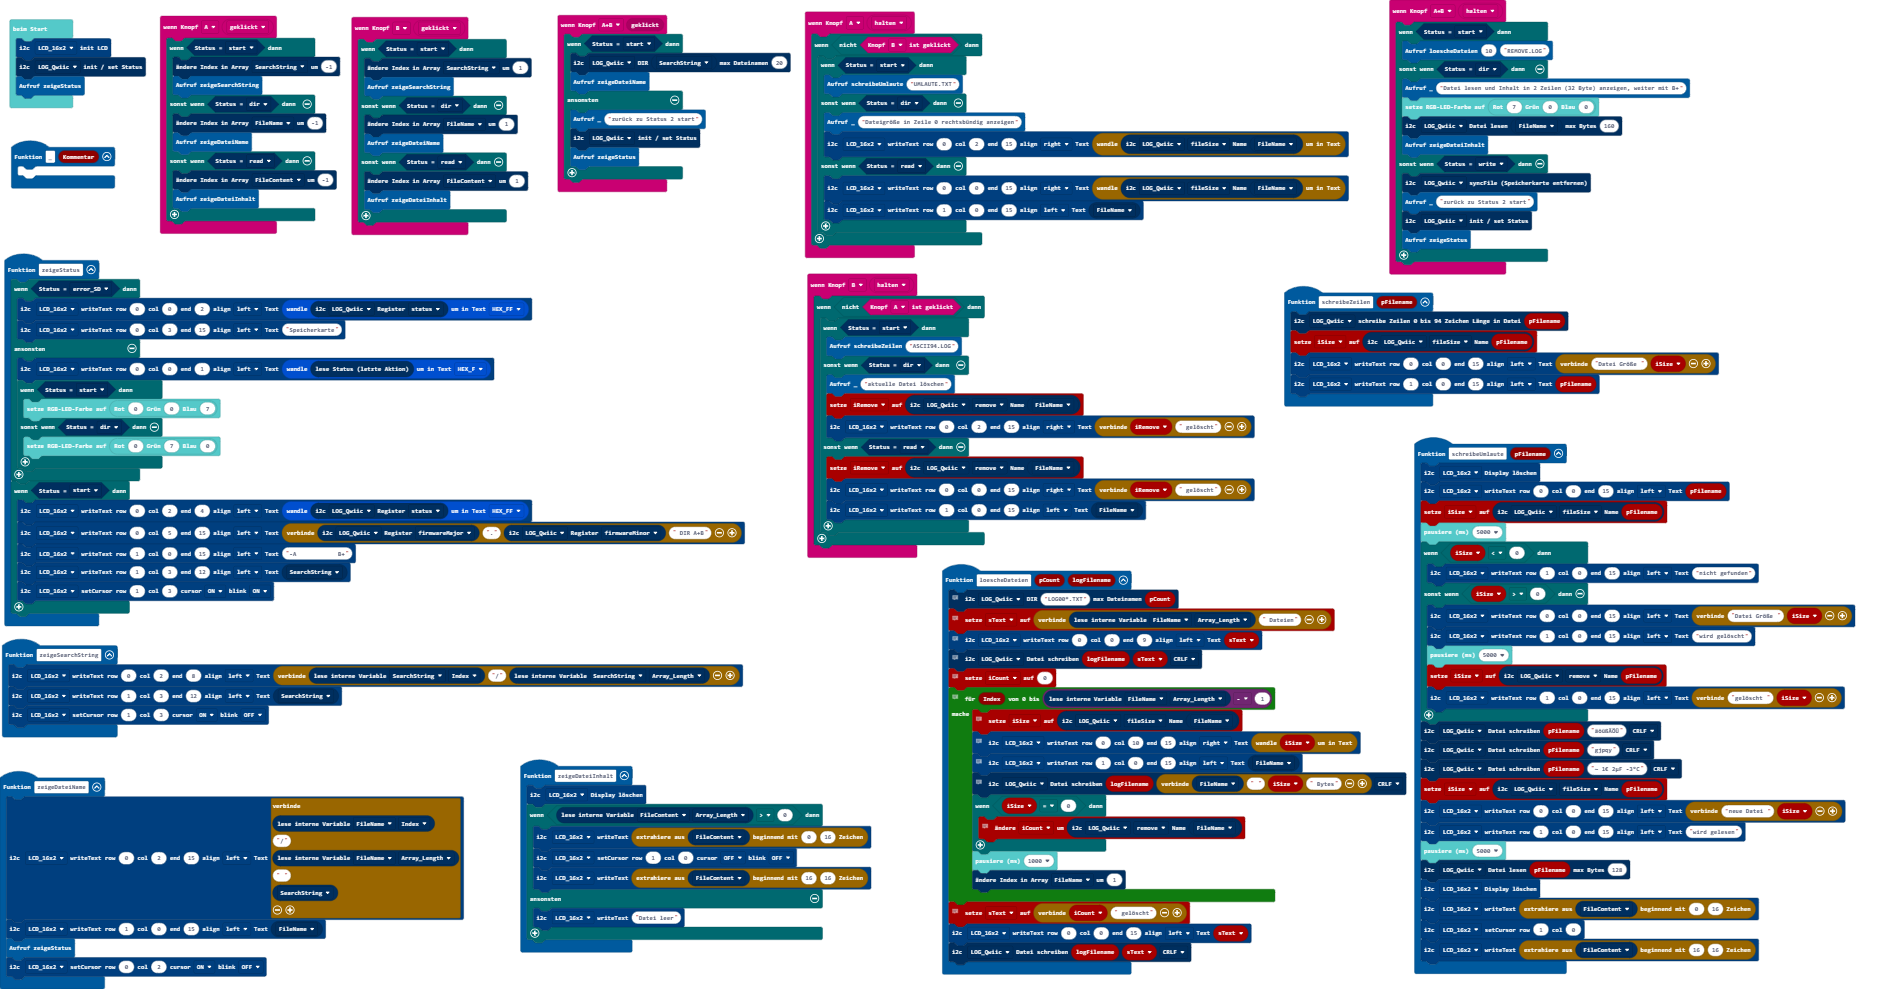 beim Start
i2c LCD_16x2 init LCD
i2c LOG_Qwiic init / set Status
Aufruf zeigeStatus
Funktion _ Kommentar
wenn Knopf A geklickt
wenn Status = start dann
ändere Index in Array SearchString um -1
Aufruf zeigeSearchString
sonst wenn Status = dir dann
ändere Index in Array FileName um -1
Aufruf zeigeDateiName
sonst wenn Status = read dann
ändere Index in Array FileContent um -1
Aufruf zeigeDateiInhalt
wenn Knopf B geklickt
wenn Status = start dann
ändere Index in Array SearchString um 1
Aufruf zeigeSearchString
sonst wenn Status = dir dann
ändere Index in Array FileName um 1
Aufruf zeigeDateiName
sonst wenn Status = read dann
ändere Index in Array FileContent um 1
Aufruf zeigeDateiInhalt
wenn Knopf A+B geklickt
wenn Status = start dann
i2c LOG_Qwiic DIR SearchString max Dateinamen 20
Aufruf zeigeDateiName
ansonsten
Aufruf _ "zurück zu Status 2 start"
i2c LOG_Qwiic init / set Status
Aufruf zeigeStatus
wenn Knopf A halten
wenn nicht Knopf B ist geklickt dann
wenn Status = start dann
Aufruf schreibeUmlaute "UMLAUTE.TXT"
sonst wenn Status = dir dann
Aufruf _ "Dateigröße in Zeile 0 rechtsbündig anzeigen"
i2c LCD_16x2 writeText row 0 col 2 end 15 align right Text wandle i2c LOG_Qwiic fileSize Name FileName um in Text
sonst wenn Status = read dann
i2c LCD_16x2 writeText row 0 col 0 end 15 align right Text wandle i2c LOG_Qwiic fileSize Name FileName um in Text
i2c LCD_16x2 writeText row 1 col 0 end 15 align left Text FileName
wenn Knopf A+B halten
wenn Status = start dann
Aufruf loescheDateien 10 "REMOVE.LOG"
sonst wenn Status = dir dann
Aufruf _ "Datei lesen und Inhalt in 2 Zeilen (32 Byte) anzeigen, weiter mit B+"
setze RGB-LED-Farbe auf Rot 7 Grün 0 Blau 0
i2c LOG_Qwiic Datei lesen FileName max Bytes 160
Aufruf zeigeDateiInhalt
sonst wenn Status = write dann
i2c LOG_Qwiic syncFile (Speicherkarte entfernen)
Aufruf _ "zurück zu Status 2 start"
i2c LOG_Qwiic init / set Status
Aufruf zeigeStatus
Funktion zeigeStatus
wenn Status = error_SD dann
i2c LCD_16x2 writeText row 0 col 0 end 2 align left Text wandle i2c LOG_Qwiic Register status um in Text HEX_FF
i2c LCD_16x2 writeText row 0 col 3 end 15 align left Text "Speicherkarte"
ansonsten
i2c LCD_16x2 writeText row 0 col 0 end 1 align left Text wandle lese Status (letzte Aktion) um in Text HEX_F
wenn Status = start dann
setze RGB-LED-Farbe auf Rot 0 Grün 0 Blau 7
sonst wenn Status = dir dann
setze RGB-LED-Farbe auf Rot 0 Grün 7 Blau 0
wenn Status = start dann
i2c LCD_16x2 writeText row 0 col 2 end 4 align left Text wandle i2c LOG_Qwiic Register status um in Text HEX_FF
i2c LCD_16x2 writeText row 0 col 5 end 15 align left Text verbinde i2c LOG_Qwiic Register firmwareMajor "." i2c LOG_Qwiic Register firmwareMinor " DIR A+B"
i2c LCD_16x2 writeText row 1 col 0 end 15 align left Text "-A B+"
i2c LCD_16x2 writeText row 1 col 3 end 12 align left Text SearchString
i2c LCD_16x2 setCursor row 1 col 3 cursor ON blink ON
wenn Knopf B halten
wenn nicht Knopf A ist geklickt dann
wenn Status = start dann
Aufruf schreibeZeilen "ASCII94.LOG"
sonst wenn Status = dir dann
Aufruf _ "aktuelle Datei löschen"
setze iRemove auf i2c LOG_Qwiic remove Name FileName
i2c LCD_16x2 writeText row 0 col 2 end 15 align right Text verbinde iRemove " gelöscht"
sonst wenn Status = read dann
setze iRemove auf i2c LOG_Qwiic remove Name FileName
i2c LCD_16x2 writeText row 0 col 0 end 15 align right Text verbinde iRemove " gelöscht"
i2c LCD_16x2 writeText row 1 col 0 end 15 align left Text FileName
Funktion schreibeZeilen pFilename
i2c LOG_Qwiic schreibe Zeilen 0 bis 94 Zeichen Länge in Datei pFilename
setze iSize auf i2c LOG_Qwiic fileSize Name pFilename
i2c LCD_16x2 writeText row 0 col 0 end 15 align left Text verbinde "Datei Größe " iSize
i2c LCD_16x2 writeText row 1 col 0 end 15 align left Text pFilename
Funktion schreibeUmlaute pFilename
i2c LCD_16x2 Display löschen
i2c LCD_16x2 writeText row 0 col 0 end 15 align left Text pFilename
setze iSize auf i2c LOG_Qwiic fileSize Name pFilename
pausiere (ms) 5000
wenn iSize < 0 dann
i2c LCD_16x2 writeText row 1 col 0 end 15 align left Text "nicht gefunden"
sonst wenn iSize > 0 dann
i2c LCD_16x2 writeText row 0 col 0 end 15 align left Text verbinde "Datei Größe " iSize
i2c LCD_16x2 writeText row 1 col 0 end 15 align left Text "wird gelöscht"
pausiere (ms) 5000
setze iSize auf i2c LOG_Qwiic remove Name pFilename
i2c LCD_16x2 writeText row 1 col 0 end 15 align left Text verbinde "gelöscht " iSize
i2c LOG_Qwiic Datei schreiben pFilename "äöüßÄÖÜ" CRLF
i2c LOG_Qwiic Datei schreiben pFilename "gjpqy" CRLF
i2c LOG_Qwiic Datei schreiben pFilename "~ 1€ 2µF -3°C" CRLF
setze iSize auf i2c LOG_Qwiic fileSize Name pFilename
i2c LCD_16x2 writeText row 0 col 0 end 15 align left Text verbinde "neue Datei " iSize
i2c LCD_16x2 writeText row 1 col 0 end 15 align left Text "wird gelesen"
pausiere (ms) 5000
i2c LOG_Qwiic Datei lesen pFilename max Bytes 128
i2c LCD_16x2 Display löschen
i2c LCD_16x2 writeText extrahiere aus FileContent beginnend mit 0 16 Zeichen
i2c LCD_16x2 setCursor row 1 col 0
i2c LCD_16x2 writeText extrahiere aus FileContent beginnend mit 16 16 Zeichen
Funktion loescheDateien pCount logFilename
i2c LOG_Qwiic DIR "LOG00*.TXT" max Dateinamen pCount
setze sText auf verbinde lese interne Variable FileName Array_Length " Dateien"
i2c LCD_16x2 writeText row 0 col 0 end 9 align left Text sText
i2c LOG_Qwiic Datei schreiben logFilename sText CRLF
setze iCount auf 0
für Index von 0 bis lese interne Variable FileName Array_Length - 1
mache
setze iSize auf i2c LOG_Qwiic fileSize Name FileName
i2c LCD_16x2 writeText row 0 col 10 end 15 align right Text wandle iSize um in Text
i2c LCD_16x2 writeText row 1 col 0 end 15 align left Text FileName
i2c LOG_Qwiic Datei schreiben logFilename verbinde FileName " " iSize " Bytes" CRLF
wenn iSize = 0 dann
ändere iCount um i2c LOG_Qwiic remove Name FileName
pausiere (ms) 1000
ändere Index in Array FileName um 1
setze sText auf verbinde iCount " gelöscht"
i2c LCD_16x2 writeText row 0 col 0 end 15 align left Text sText
i2c LOG_Qwiic Datei schreiben logFilename sText CRLF
Funktion zeigeSearchString
i2c LCD_16x2 writeText row 0 col 2 end 8 align left Text verbinde lese interne Variable SearchString Index "/" lese interne Variable SearchString Array_Length
i2c LCD_16x2 writeText row 1 col 3 end 12 align left Text SearchString
i2c LCD_16x2 setCursor row 1 col 3 cursor ON blink OFF
Funktion zeigeDateiName
verbinde
lese interne Variable FileName Index
"/"
i2c LCD_16x2 writeText row 0 col 2 end 15 align left Text lese interne Variable FileName Array_Length
" "
SearchString
i2c LCD_16x2 writeText row 1 col 0 end 15 align left Text FileName
Aufruf zeigeStatus
i2c LCD_16x2 setCursor row 0 col 2 cursor ON blink OFF
Funktion zeigeDateiInhalt
i2c LCD_16x2 Display löschen
wenn lese interne Variable FileContent Array_Length > 0 dann
i2c LCD_16x2 writeText extrahiere aus FileContent beginnend mit 0 16 Zeichen
i2c LCD_16x2 setCursor row 1 col 0 cursor OFF blink OFF
i2c LCD_16x2 writeText extrahiere aus FileContent beginnend mit 16 16 Zeichen
ansonsten
i2c LCD_16x2 writeText "Datei leer"